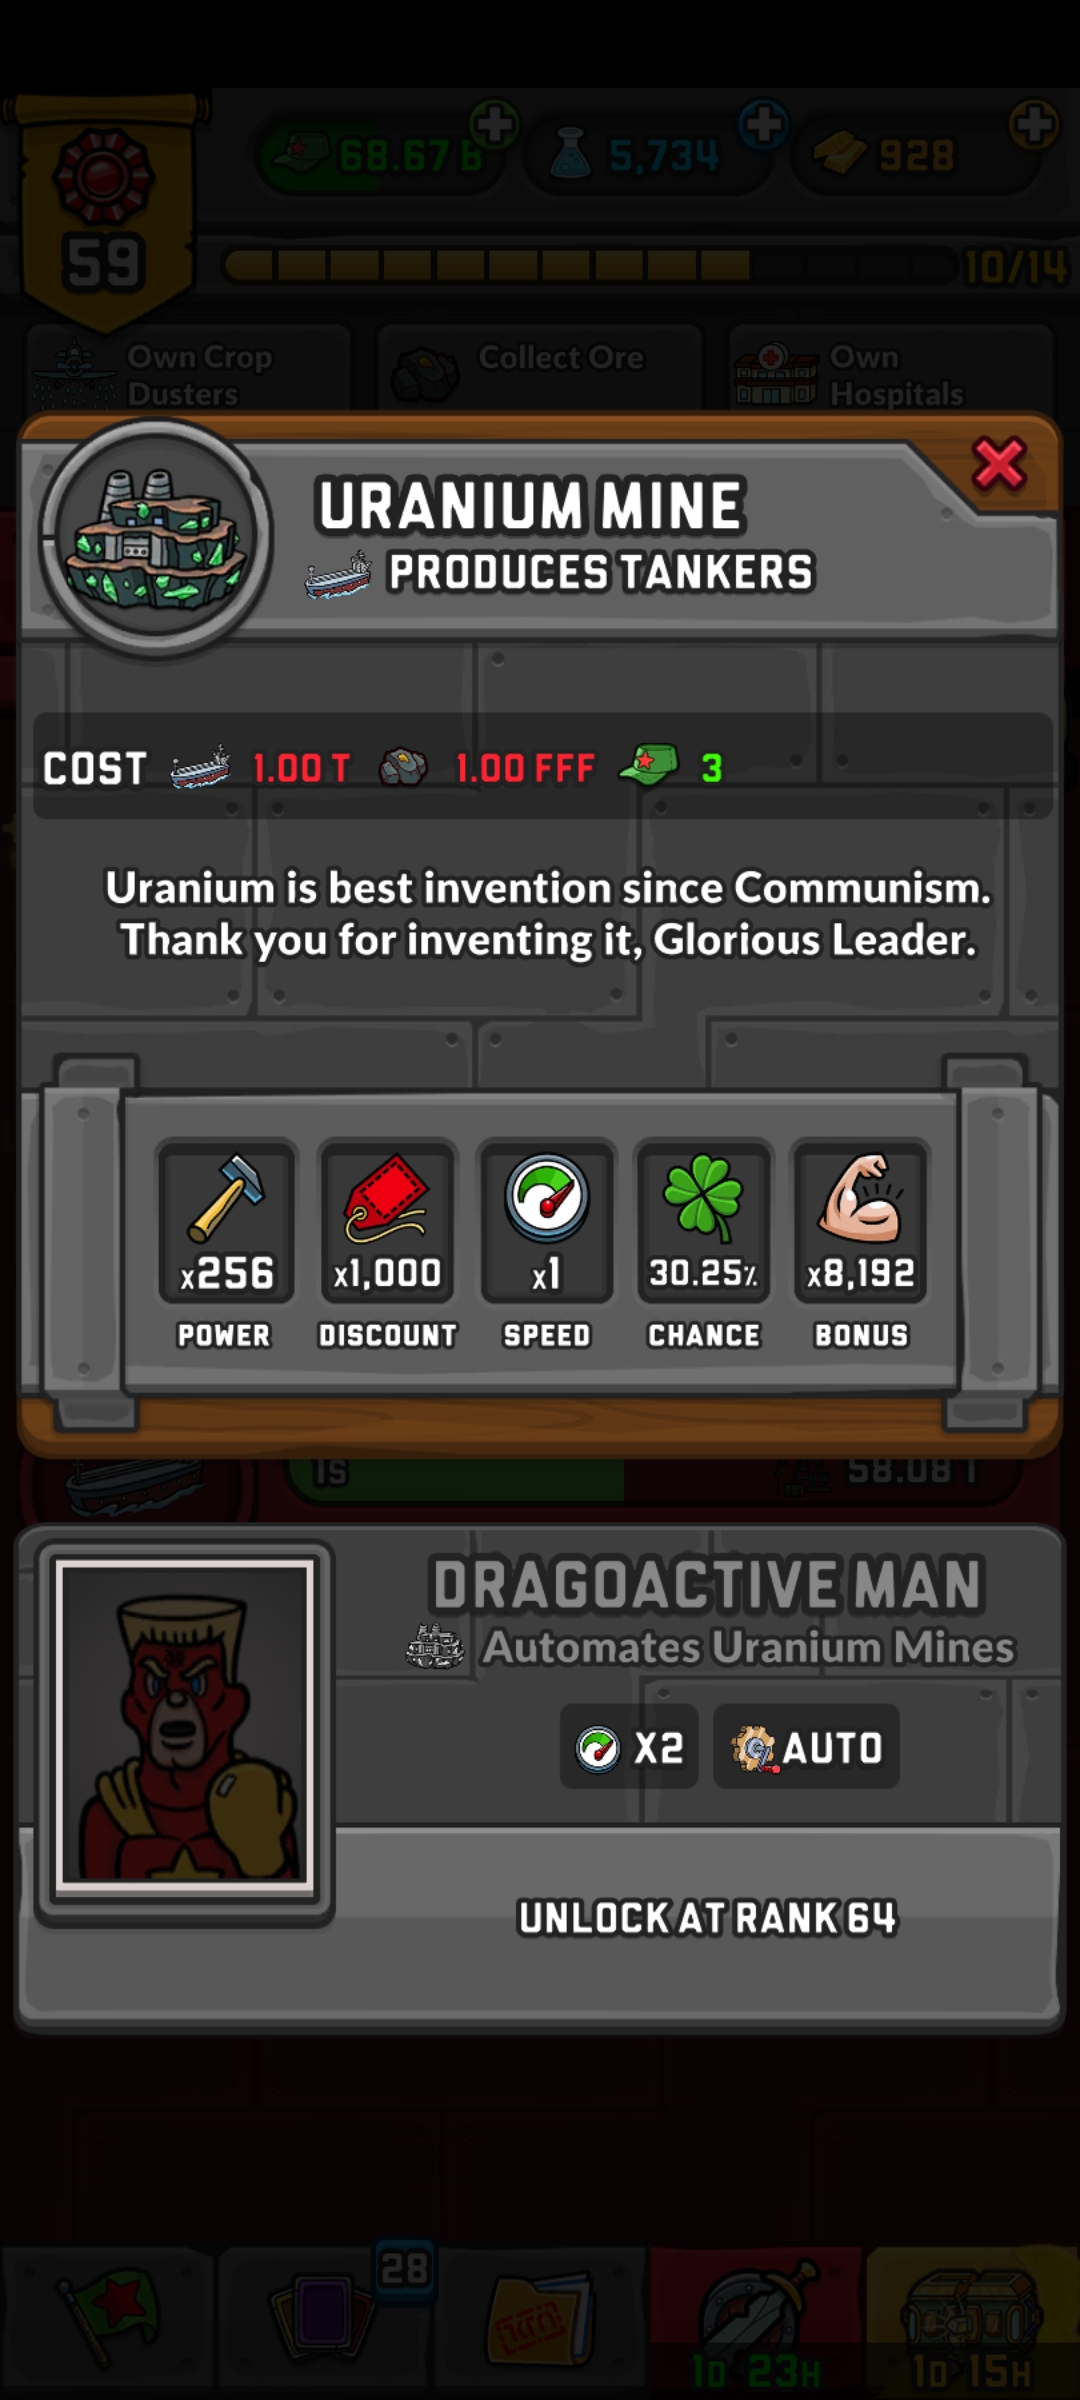 68.67 B
5,734
928
59
10/14
Own Crop
Dusters
Collect Ore
Own
Hospitals
URANIUM MINE
PRODUCES TANKERS
COST 1.00 T 1.00 FFF 3
Uranium is best invention since Communism.
Thank you for inventing it, Glorious Leader.
x256
x1,000
x1
30.25%
x8,192
POWER
DISCOUNT
SPEED
CHANCE
BONUS
1S
58.08 T
DRAGOACTIVE MAN
Automates Uranium Mines
X2
AUTO
UNLOCK AT RANK 64
28
1D 23H
1D 15H